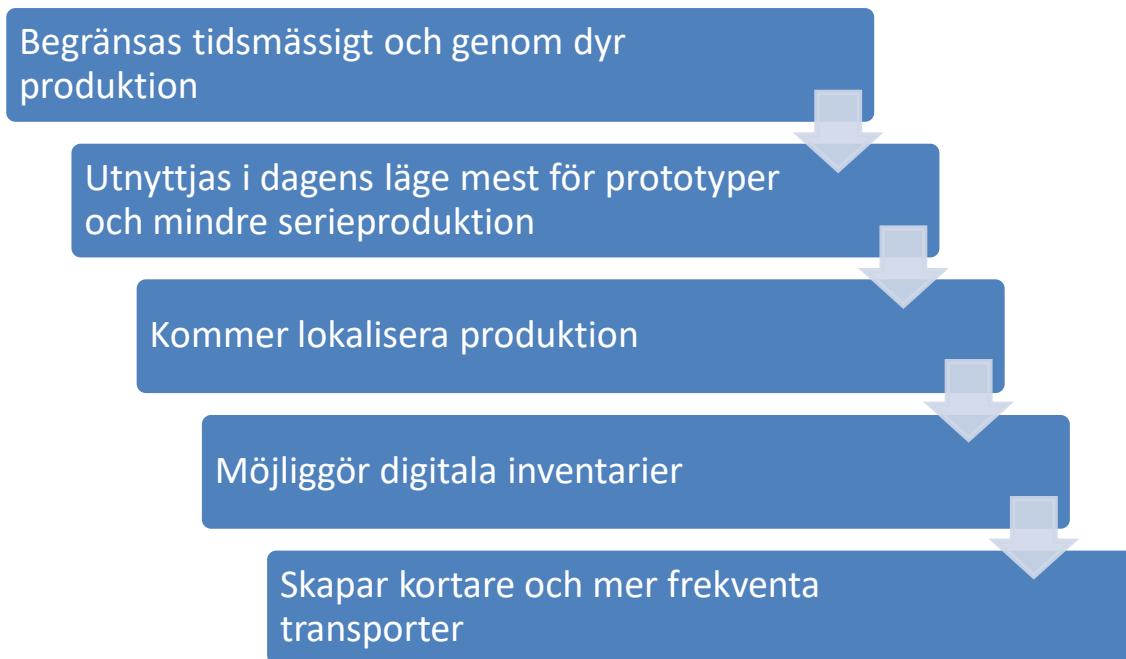 Begränsas tidsmässigt och genom dyr
produktion
Utnyttjas i dagens läge mest för prototyper
och mindre serieproduktion
Kommer lokalisera produktion
Möjliggör digitala inventarier
Skapar kortare och mer frekventa
transporter